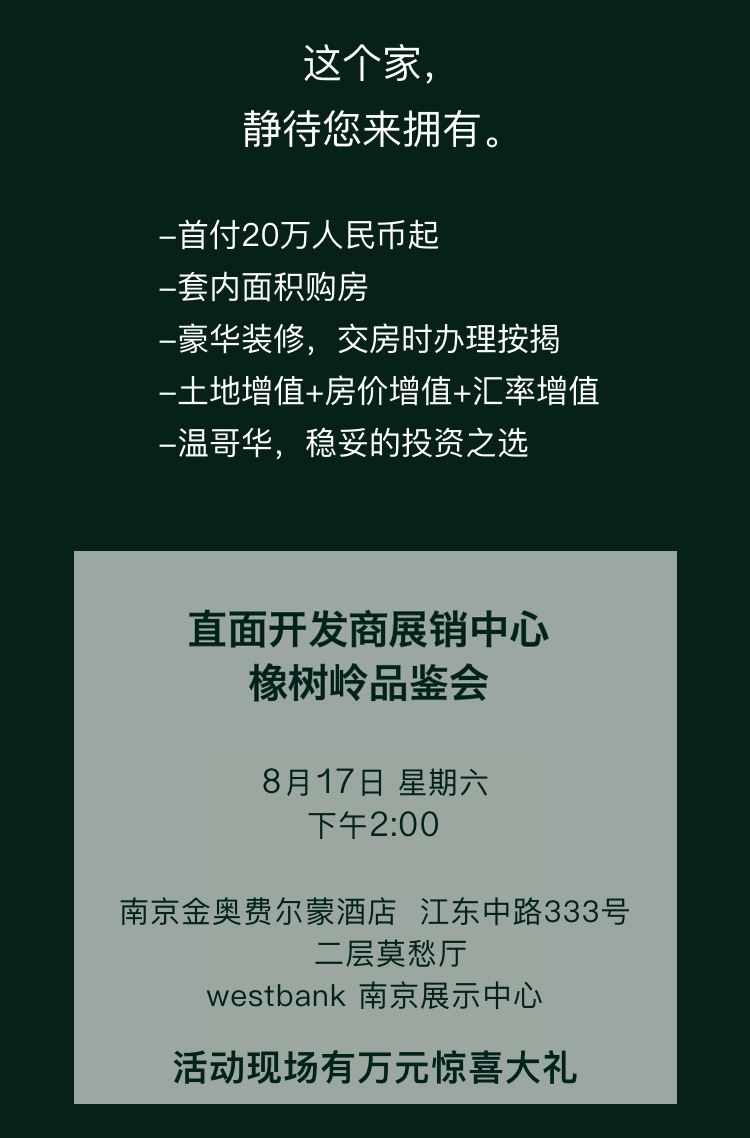 这个家,
静待您来拥有。
-首付20万人民币起
-套内面积购房
-豪华装修，交房时办理按揭
-土地增值+房价增值+汇率增值
-温哥华，稳妥的投资之选
直面开发商展销中心
橡树岭品鉴会
8月17日 星期六
下午2:00
南京金奥费尔蒙酒店 江东中路333号
二层莫愁厅
westbank 南京展示中心
活动现场有万元惊喜大礼